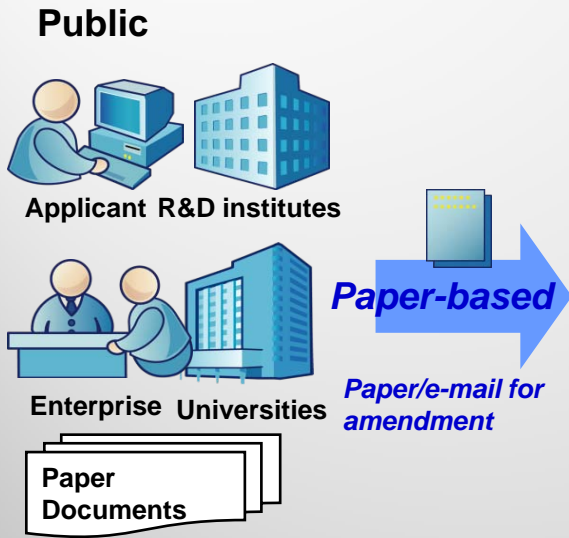 Public
Applicant R&D institutes
Paper-based
Enterprise Universities
Paper/e-mail for
amendment
Paper
Documents